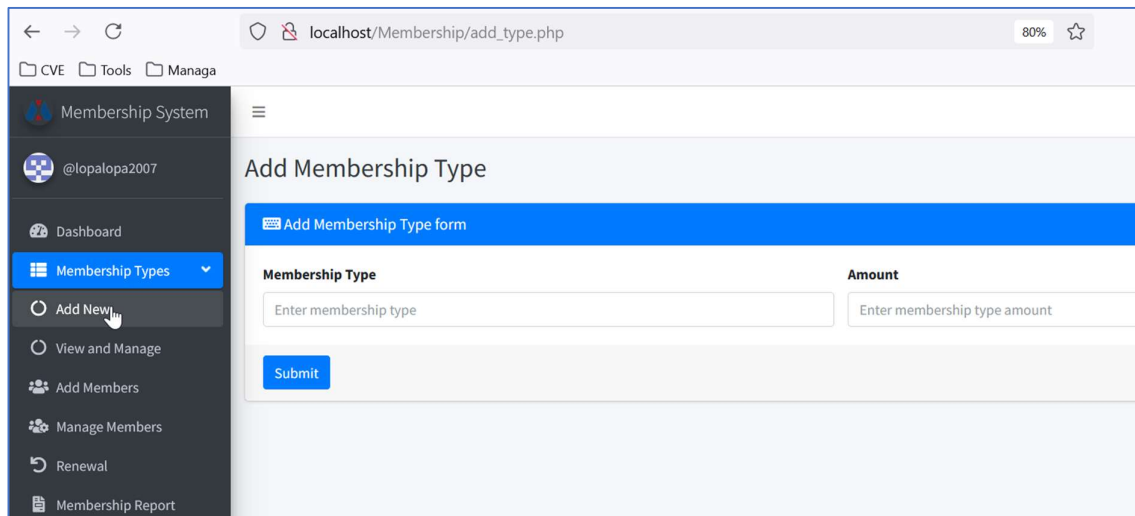 localhost/Membership/add_type.php
80%
CVE Tools Managa
Membership System
@lopalopa2007
Dashboard
Membership Types
Add New
View and Manage
Add Members
Manage Members
Renewal
Membership Report
Add Membership Type
Add Membership Type form
Membership Type
Amount
Enter membership type
Enter membership type amount
Submit